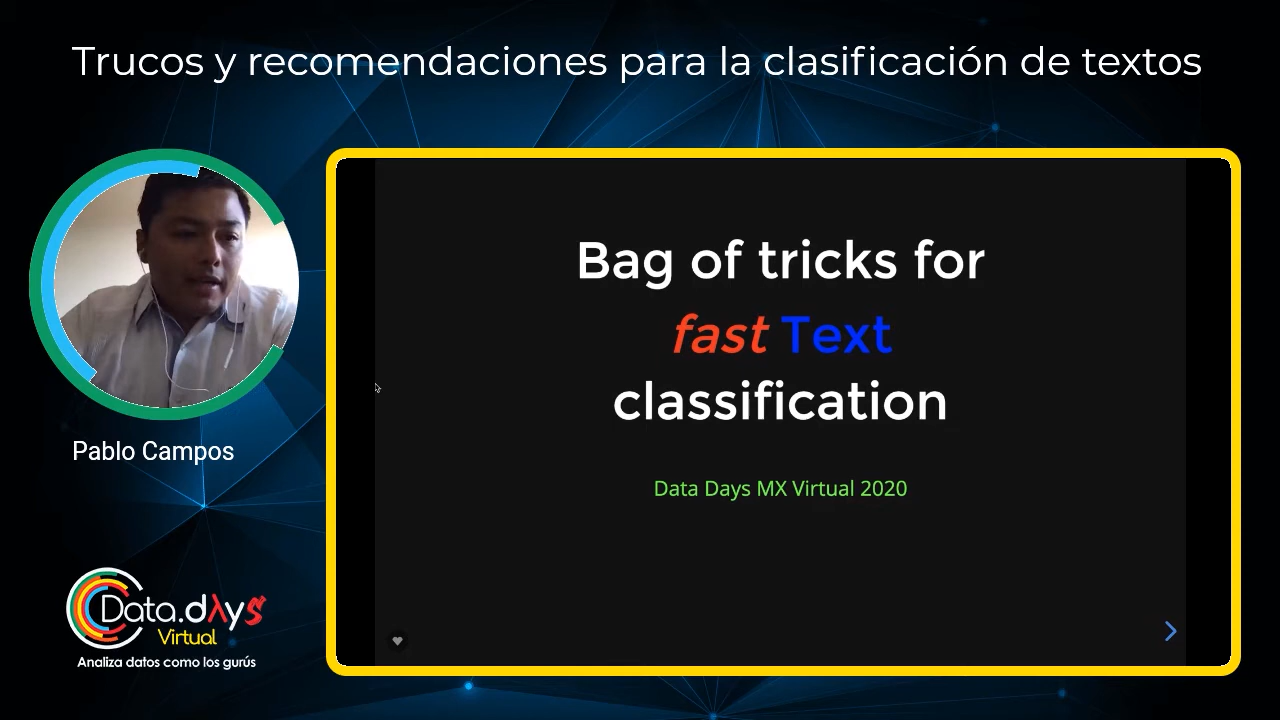 Trucos y recomendaciones para la clasificación de textos
Bag of tricks for
fast Text
classification
Data Days MX Virtual 2020
Pablo Campos
Data.dλys
Virtual
Analiza datos como los gurús